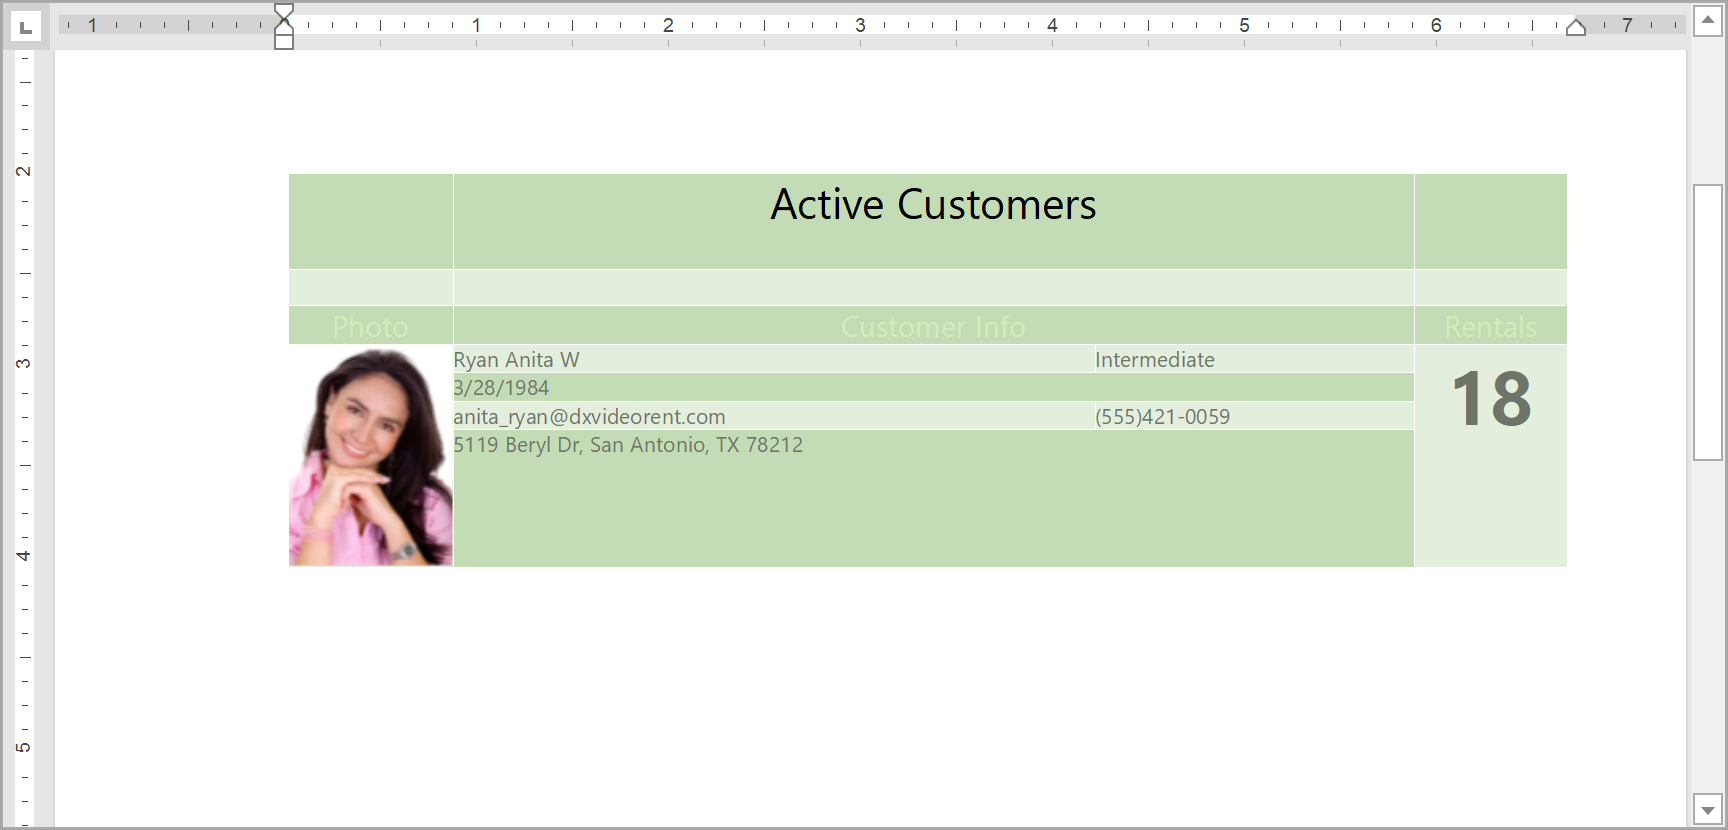 1 1 2 3 4 5 6 7
2
3
4
5
Active Customers
Photo Customer Info Rentals
Ryan Anita W Intermediate 18
3/28/1984
anita_ryan@dxvideorent.com (555)421-0059
5119 Beryl Dr, San Antonio, TX 78212